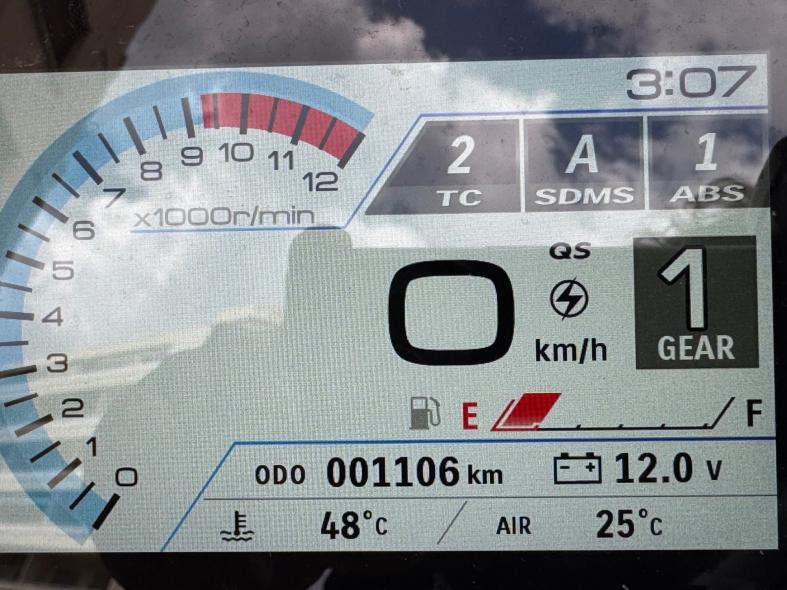 3:07
2 A 1
TC SDMS ABS
9 10 11 12
8
7
6
x1000r/min
5
4
3
2
1
0
QS
0
km/h
1
GEAR
E F
ODO 001106 km 12.0 V
48°C AIR 25°C